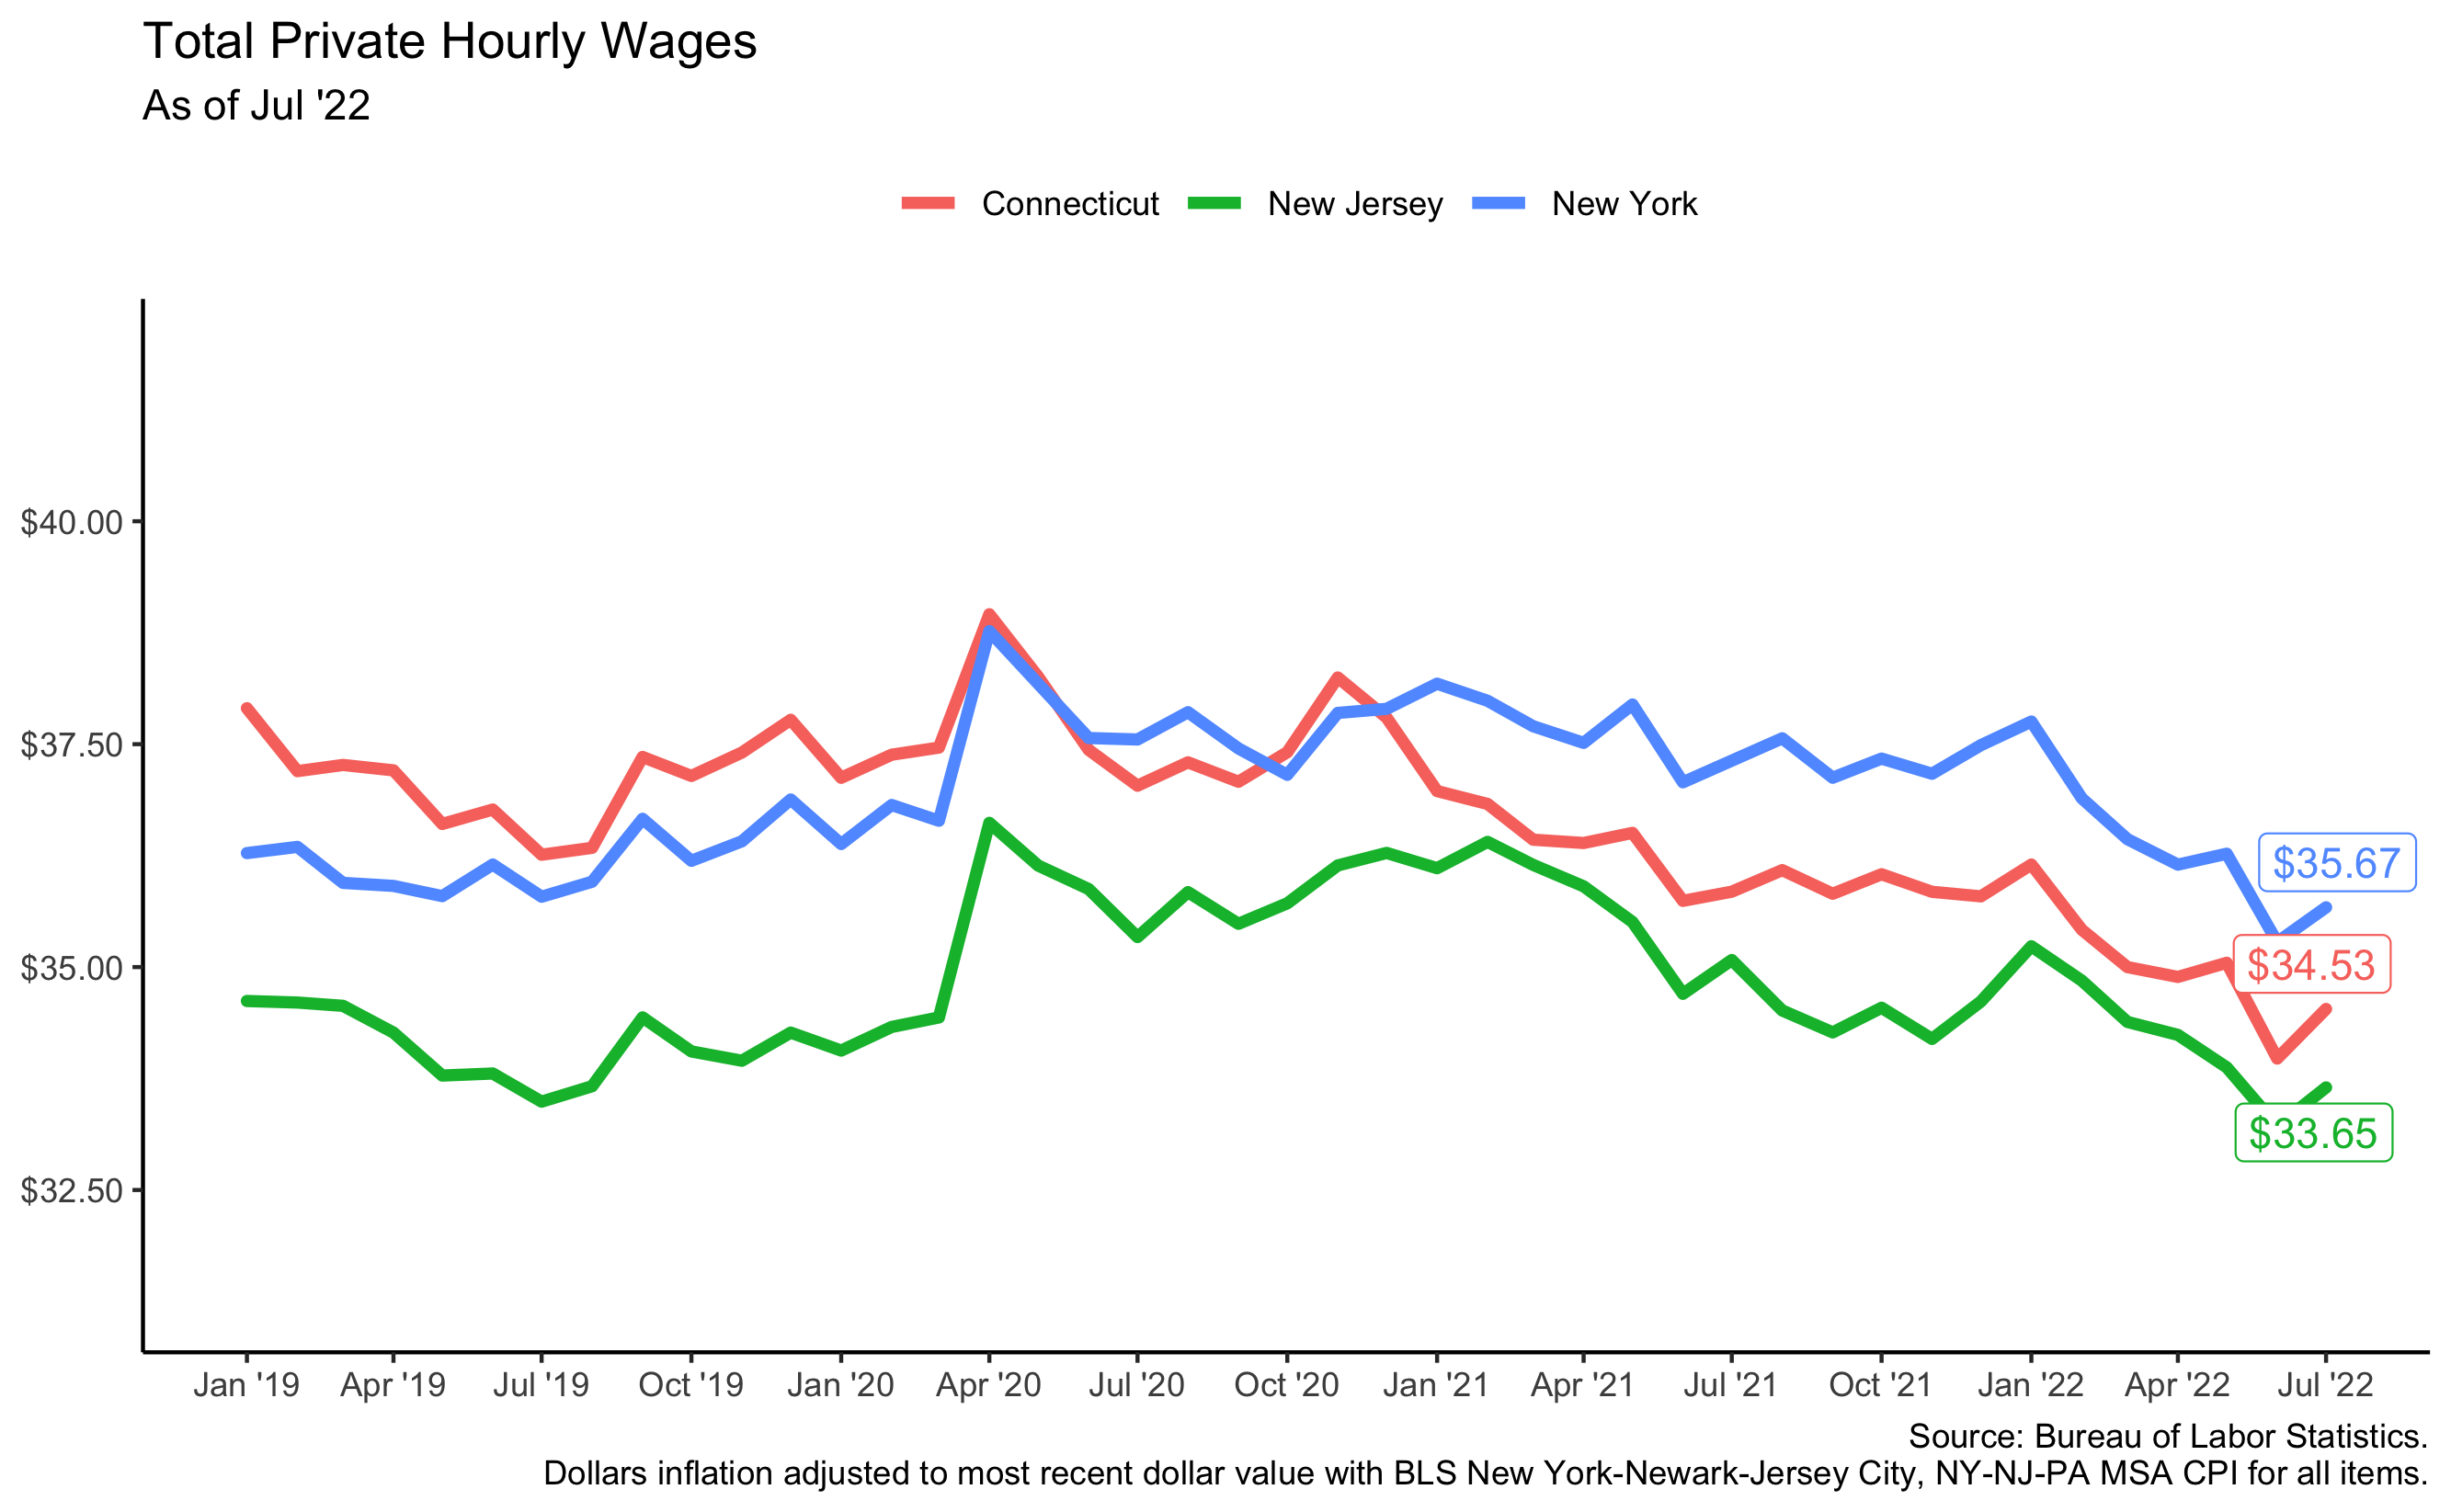 Total Private Hourly Wages
As of Jul '22
Connecticut New Jersey New York
$40.00
$37.50
$35.00
$32.50
$35.67
$34.53
$33.65
Jan '19 Apr '19 Jul '19 Oct '19 Jan '20 Apr '20 Jul '20 Oct '20 Jan '21 Apr '21 Jul '21 Oct '21 Jan '22 Apr '22 Jul '22
Source: Bureau of Labor Statistics.
Dollars inflation adjusted to most recent dollar value with BLS New York-Newark-Jersey City, NY-NJ-PA MSA CPI for all items.